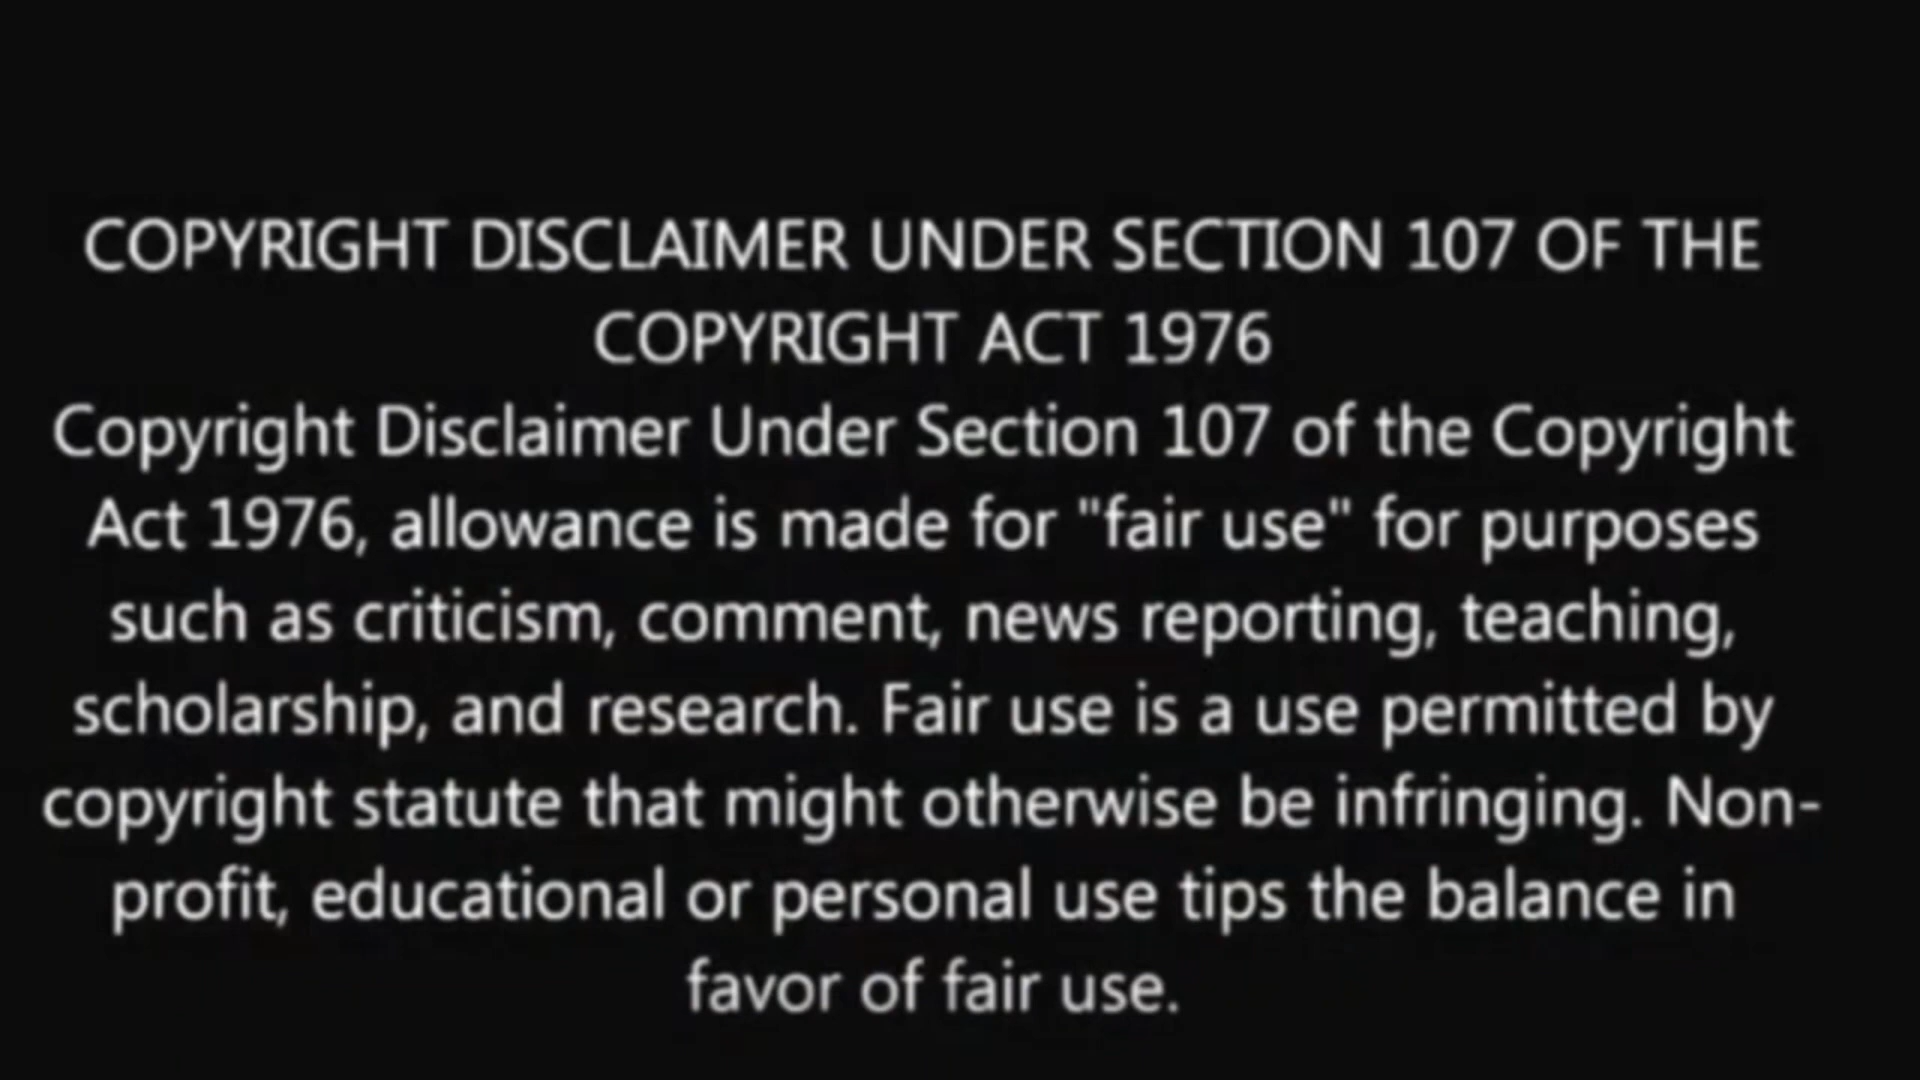 COPYRIGHT DISCLAIMER UNDER SECTION 107 OF THE
COPYRIGHT ACT 1976
Copyright Disclaimer Under Section 107 of the Copyright
Act 1976, allowance is made for "fair use" for purposes
such as criticism, comment, news reporting, teaching,
scholarship, and research. Fair use is a use permitted by
copyright statute that might otherwise be infringing. Non-
profit, educational or personal use tips the balance in
favor of fair use.